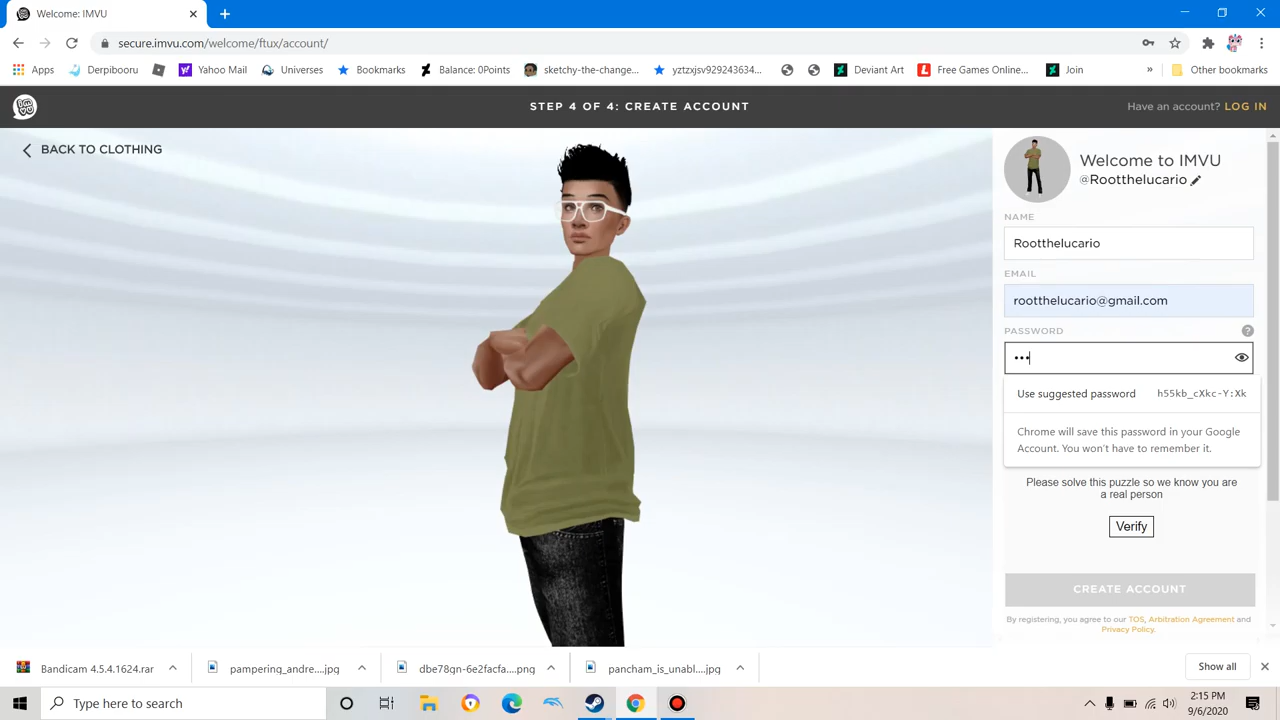 Welcome: IMVU
secure.imvu.com/welcome/ftux/account/
Apps Derpibooru Yahoo Mail Universes Bookmarks Balance: 0Points sketchy-the-change... yztzxjsv929243634... Deviant Art Free Games Online... Join » Other bookmarks
STEP 4 OF 4: CREATE ACCOUNT
Have an account? LOG IN
BACK TO CLOTHING
Welcome to IMVU
@Rootthelucario
NAME
Rootthelucario
EMAIL
rootthelucario@gmail.com
PASSWORD ?
•••
Use suggested password h55kb_cXkc-Y:Xk
Chrome will save this password in your Google
Account. You won't have to remember it.
Please solve this puzzle so we know you are
a real person
Verify
CREATE ACCOUNT
By registering, you agree to our TOS, Arbitration Agreement and
Privacy Policy.
Bandicam 4.5.4.1624.rar pampering_andre....jpg dbe78gn-6e2facfa....png pancham_is_unabl....jpg Show all
Type here to search
2:15 PM
9/6/2020